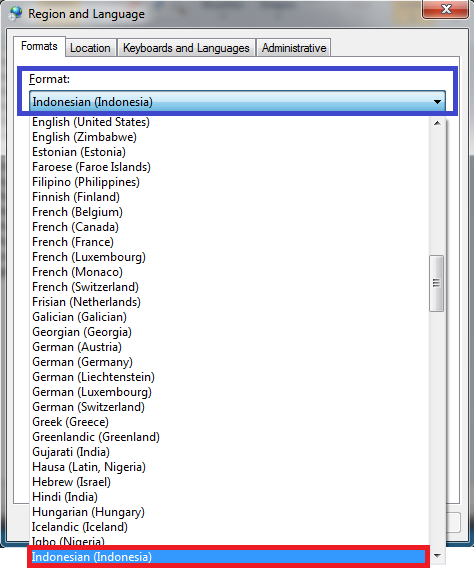 Region and Language
Formats Location Keyboards and Languages Administrative
Format:
Indonesian (Indonesia)
English (United States)
English (Zimbabwe)
Estonian (Estonia)
Faroese (Faroe Islands)
Filipino (Philippines)
Finnish (Finland)
French (Belgium)
French (Canada)
French (France)
French (Luxembourg)
French (Monaco)
French (Switzerland)
Frisian (Netherlands)
Galician (Galician)
Georgian (Georgia)
German (Austria)
German (Germany)
German (Liechtenstein)
German (Luxembourg)
German (Switzerland)
Greek (Greece)
Greenlandic (Greenland)
Gujarati (India)
Hausa (Latin, Nigeria)
Hebrew (Israel)
Hindi (India)
Hungarian (Hungary)
Icelandic (Iceland)
Igbo (Nigeria)
Indonesian (Indonesia)